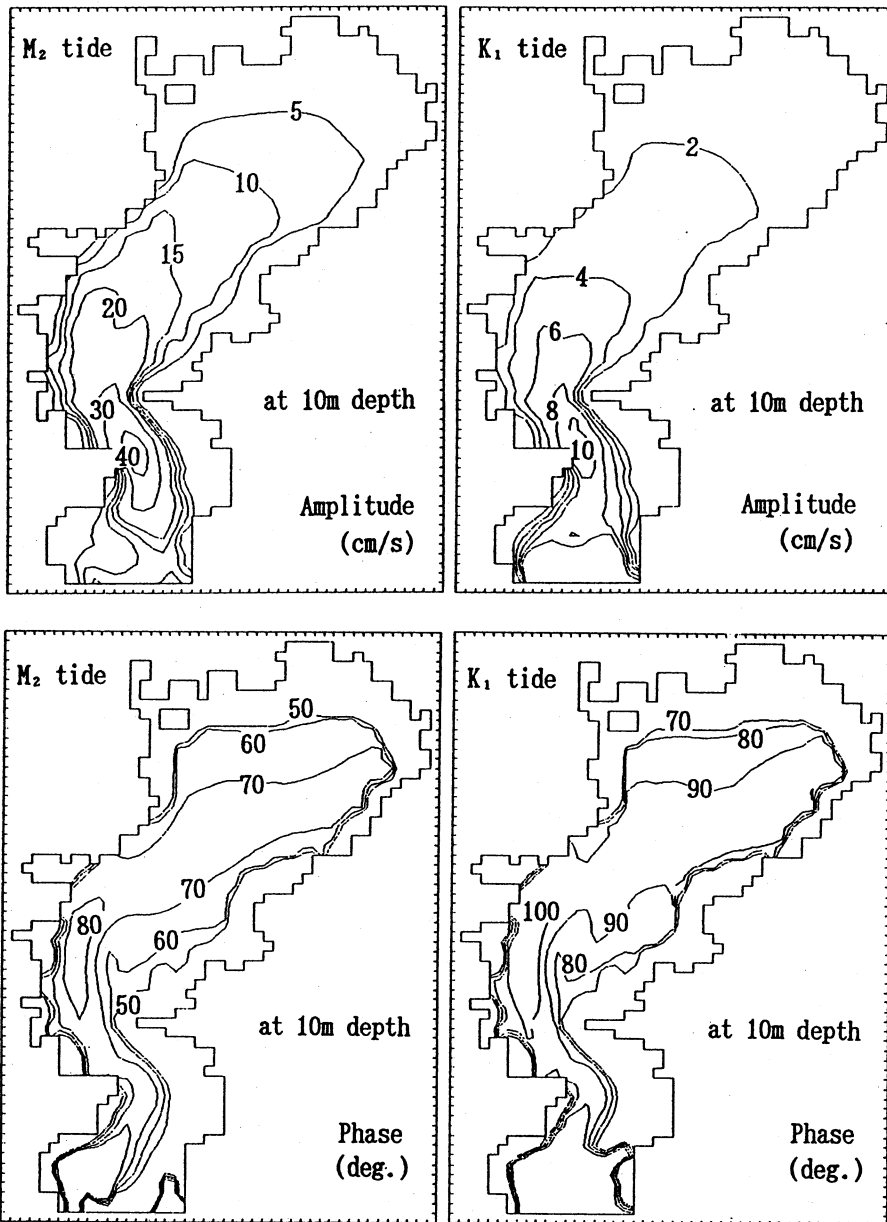 M₂ tide
5
10
15
20
30
40
at 10m depth
Amplitude
(cm/s)
K₁ tide
2
4
6
8
10
at 10m depth
Amplitude
(cm/s)
M₂ tide
50
60
70
70
80
60
50
at 10m depth
Phase
(deg.)
K₁ tide
70
80
90
100
90
80
at 10m depth
Phase
(deg.)